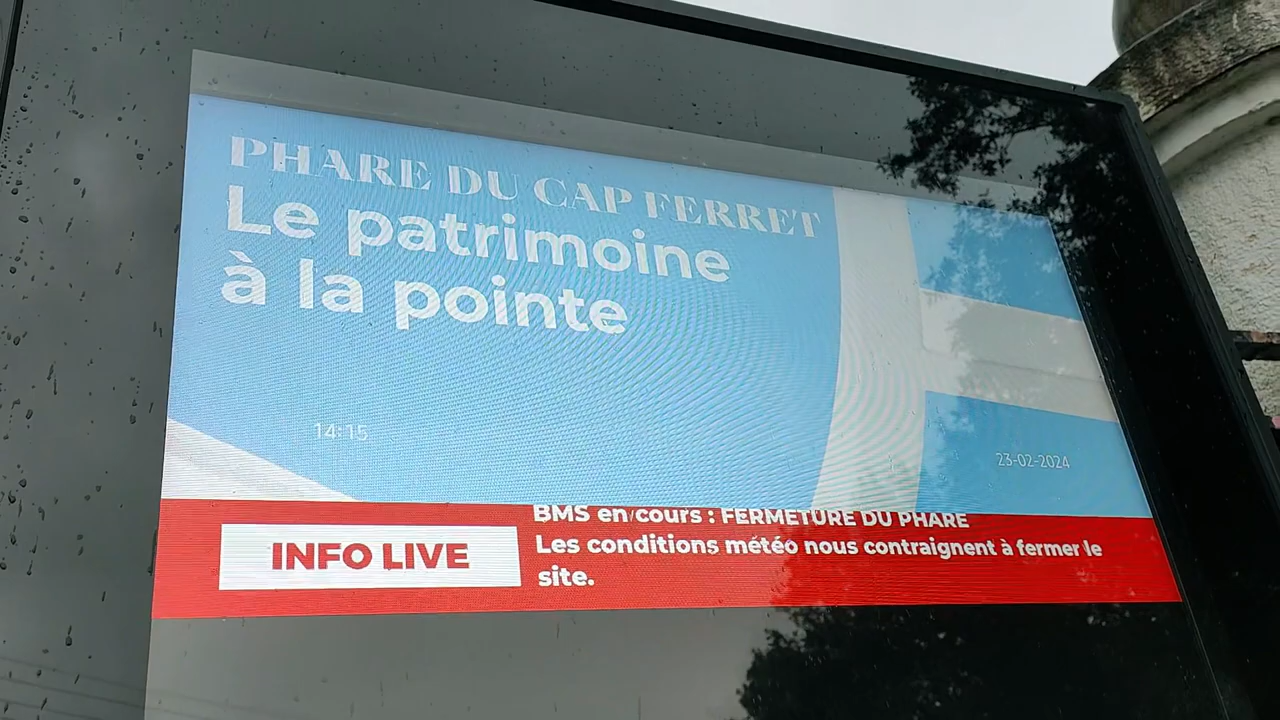 PHARE DU CAP FERRET
Le patrimoine
à la pointe
14:15
23-02-2024
INFO LIVE
BMS en cours : FERMETURE DU PHARE
Les conditions météo nous contraignent à fermer le
site.